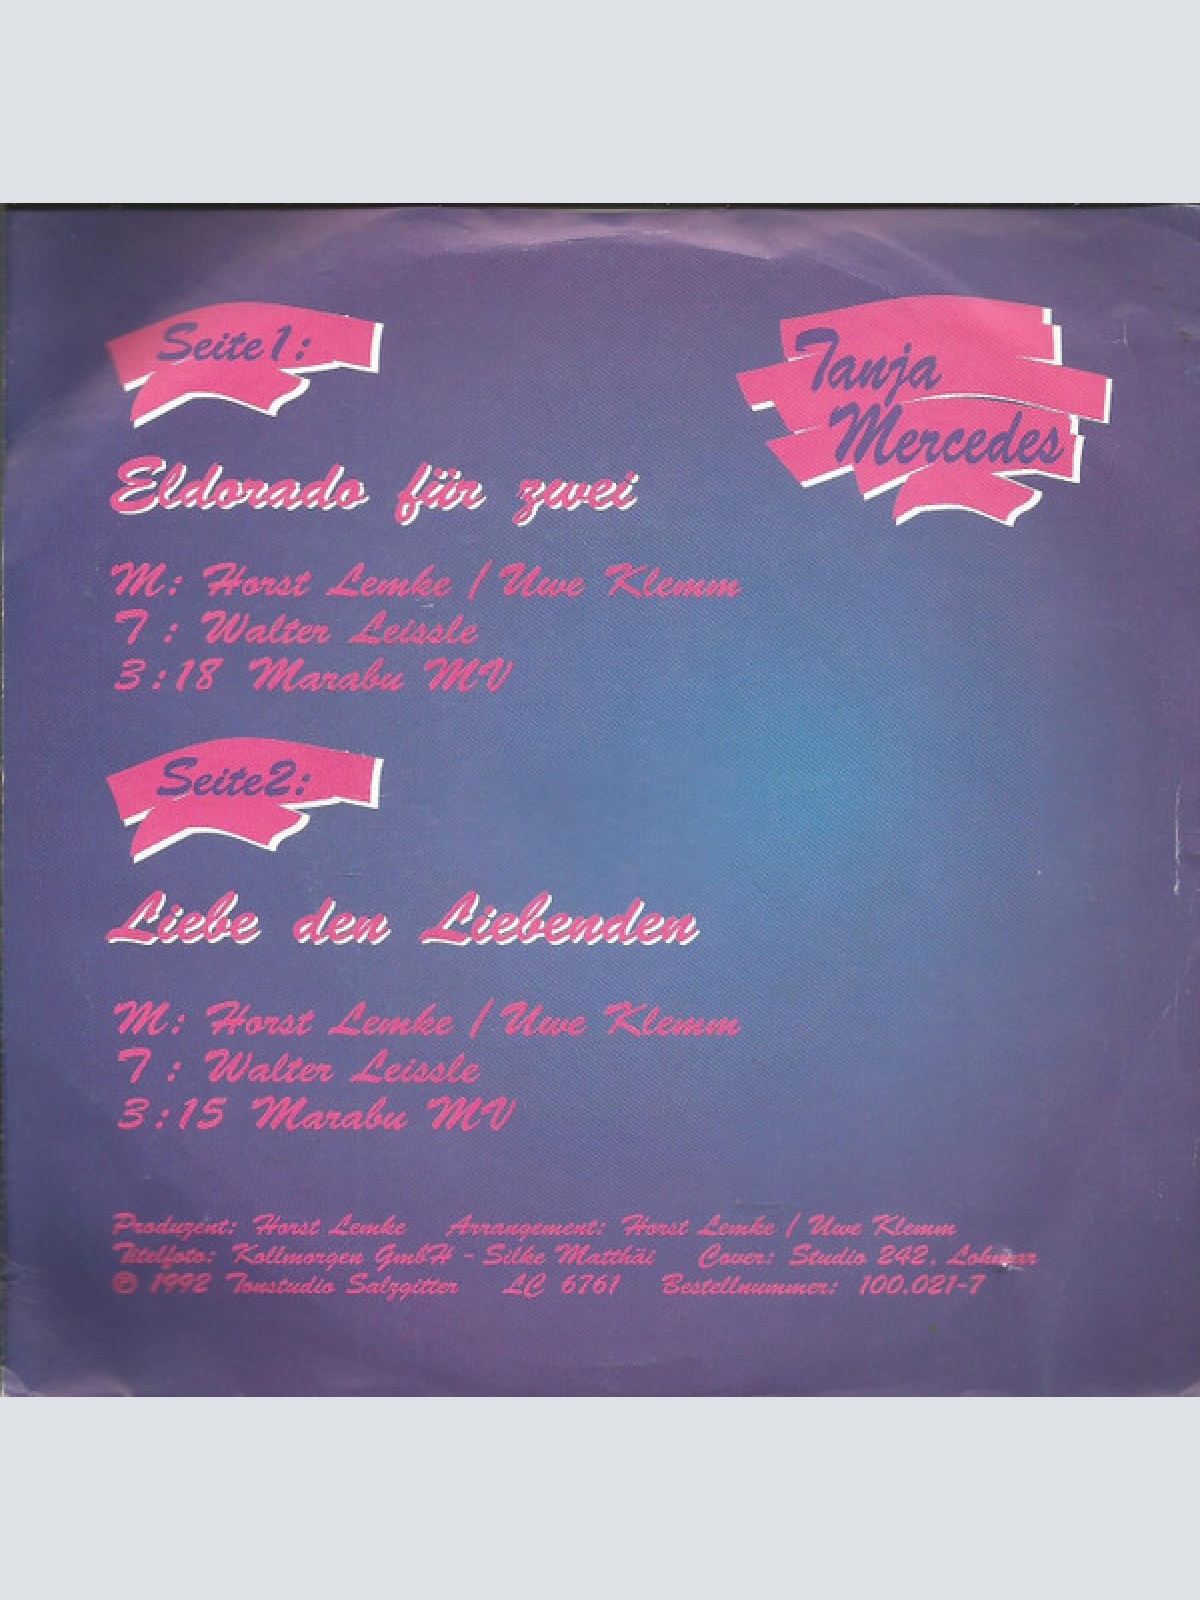 Seite 1:
Tanja
Mercedes
Eldorado für zwei
M: Horst Lemke / Uwe Klemm
T : Walter Leissle
3:18 Marabu MV
Seite 2:
Liebe den Liebenden
M: Horst Lemke / Uwe Klemm
T : Walter Leissle
3:15 Marabu MV
Produzent: Horst Lemke Arrangement: Horst Lemke / Uwe Klemm
Titelfoto: Kollmorgen GmbH - Silke Matthäi Cover: Studio 242, Lohmar
℗ 1992 Tonstudio Salzgitter LC 6761 Bestellnummer: 100.021-7